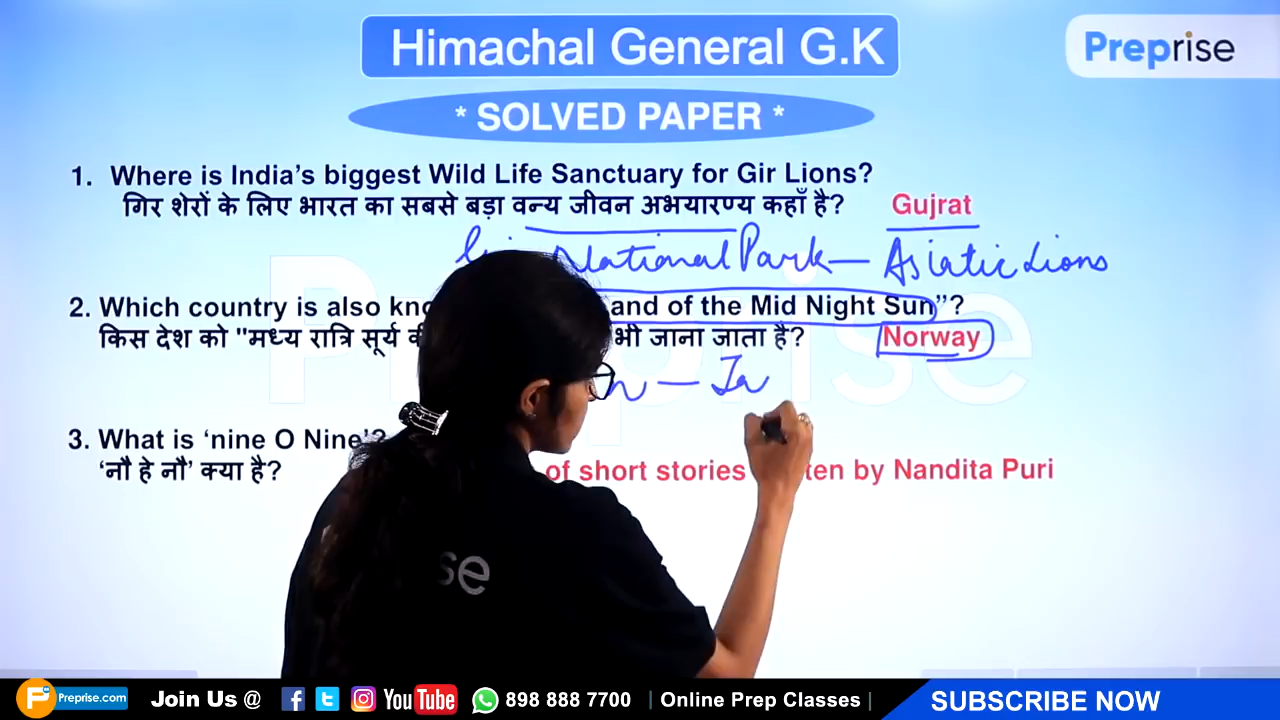 Himachal General G.K
Preprise
* SOLVED PAPER *
1. Where is India's biggest Wild Life Sanctuary for Gir Lions?
गिर शेरों के लिए भारत का सबसे बड़ा वन्य जीवन अभयारण्य कहाँ है? Gujrat
National Park — Asiatic Lions
2. Which country is also and of the Mid Night Sun"?
किस देश को "मध्य रात्रि सूर्य भी जाना जाता है? Norway
3. What is 'nine O Nine'?
'नौ हे नौ' क्या है? of short stories by Nandita Puri
se
Preprise
Preprise.com Join Us @ YouTube 898 888 7700 | Online Prep Classes | SUBSCRIBE NOW